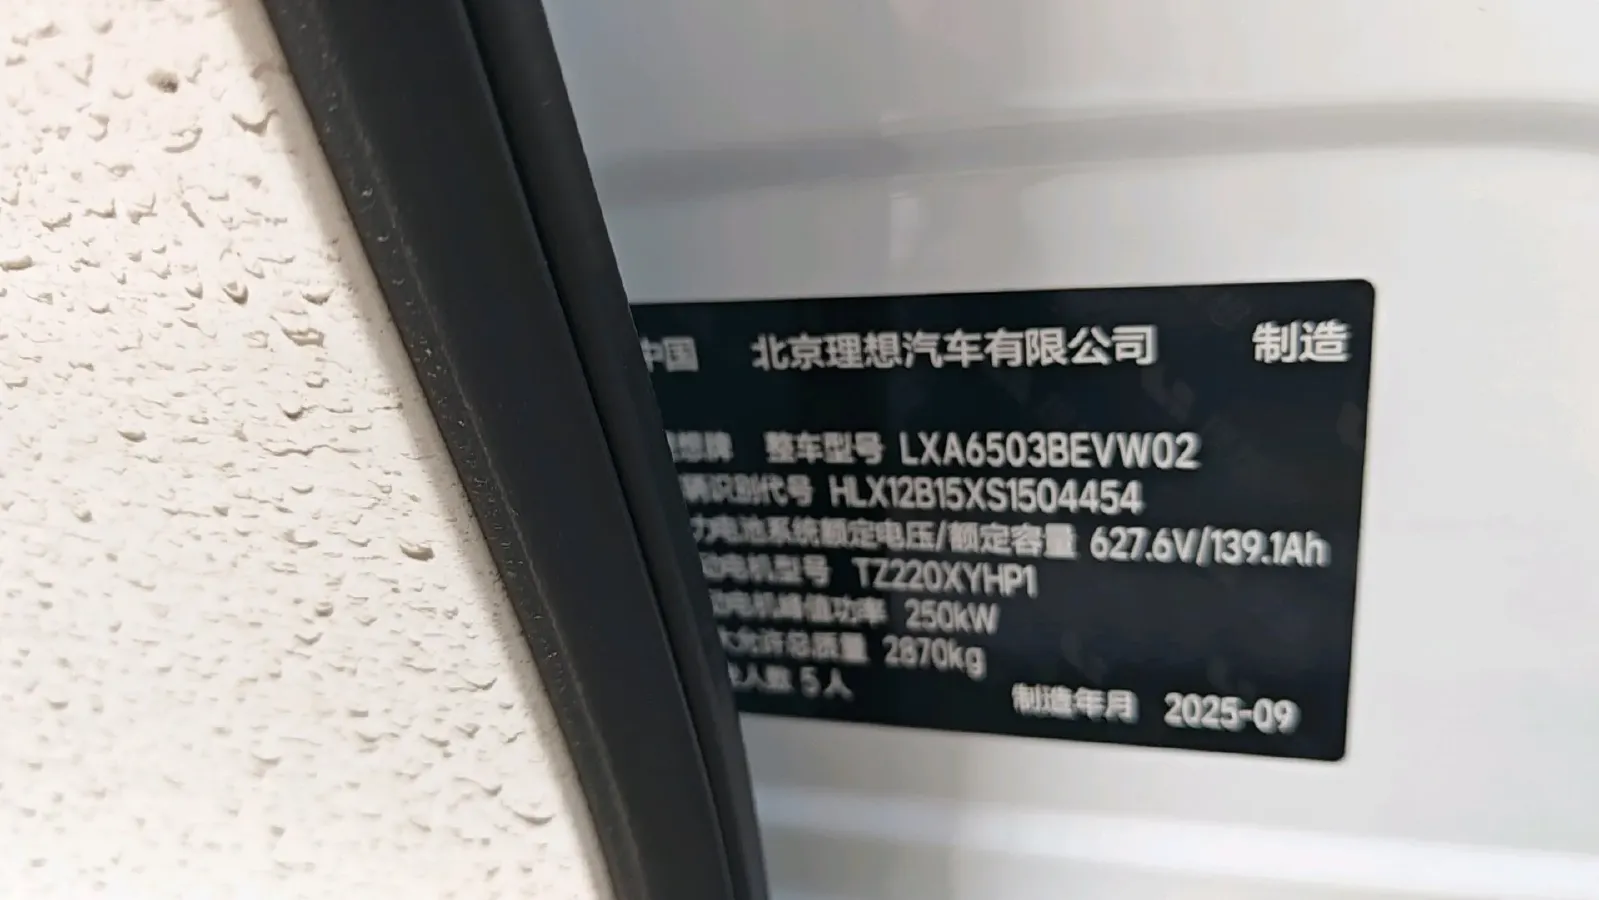 中国 北京理想汽车有限公司 制造
想牌 整车型号 LXA6503BEVW02
辆识别代号 HLX12B15XS1504454
力电池系统额定电压/额定容量 627.6V/139.1Ah
动电机型号 TZ220XYHP1
动电机峰值功率 250kW
大允许总质量 2870kg
人数 5人 制造年月 2025-09